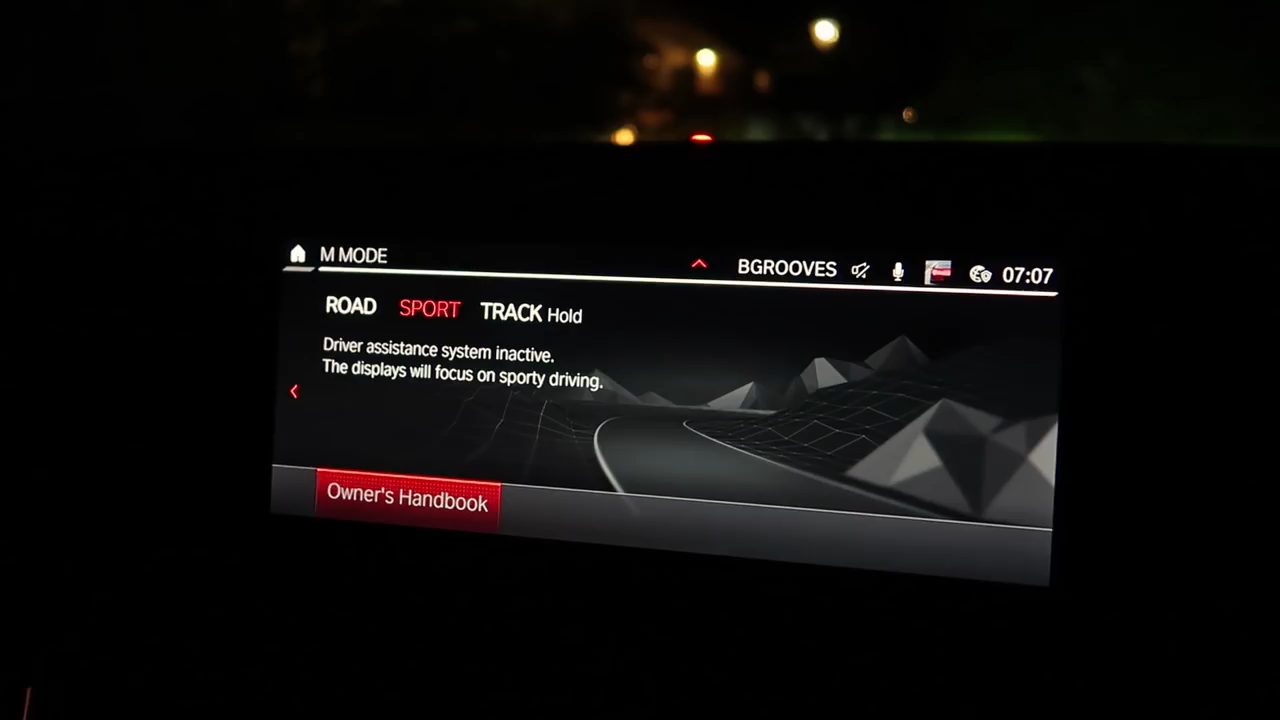 M MODE
BGROOVES 07:07
ROAD SPORT TRACK Hold
Driver assistance system inactive.
The displays will focus on sporty driving.
Owner's Handbook